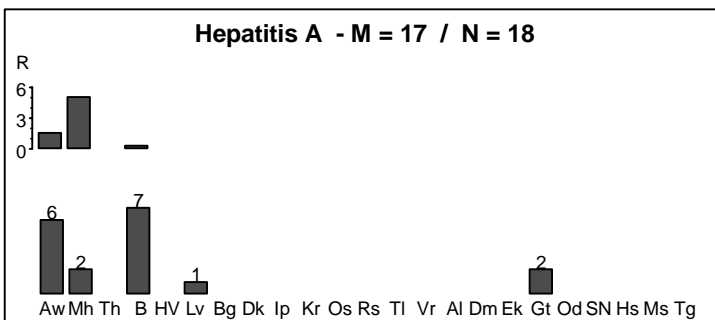 Hepatitis A - M = 17 / N = 18
R
6
3
0
6 2 7 1 2
Aw Mh Th B HV Lv Bg Dk Ip Kr Os Rs Tl Vr Al Dm Ek Gt Od SN Hs Ms Tg